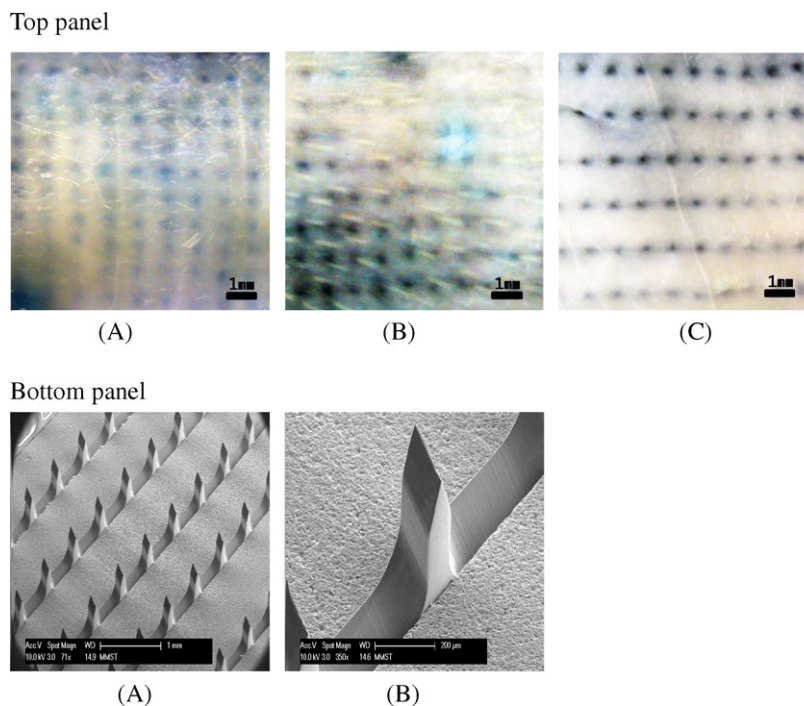 Top panel
1mm
1mm
1mm
(A)
(B)
(C)
Bottom panel
Acc.V Spot Magn WD 1 mm
10.0 kV 3.0 71x 14.9 MMST
Acc.V Spot Magn WD 200 µm
10.0 kV 3.0 350x 14.6 MMST
(A)
(B)